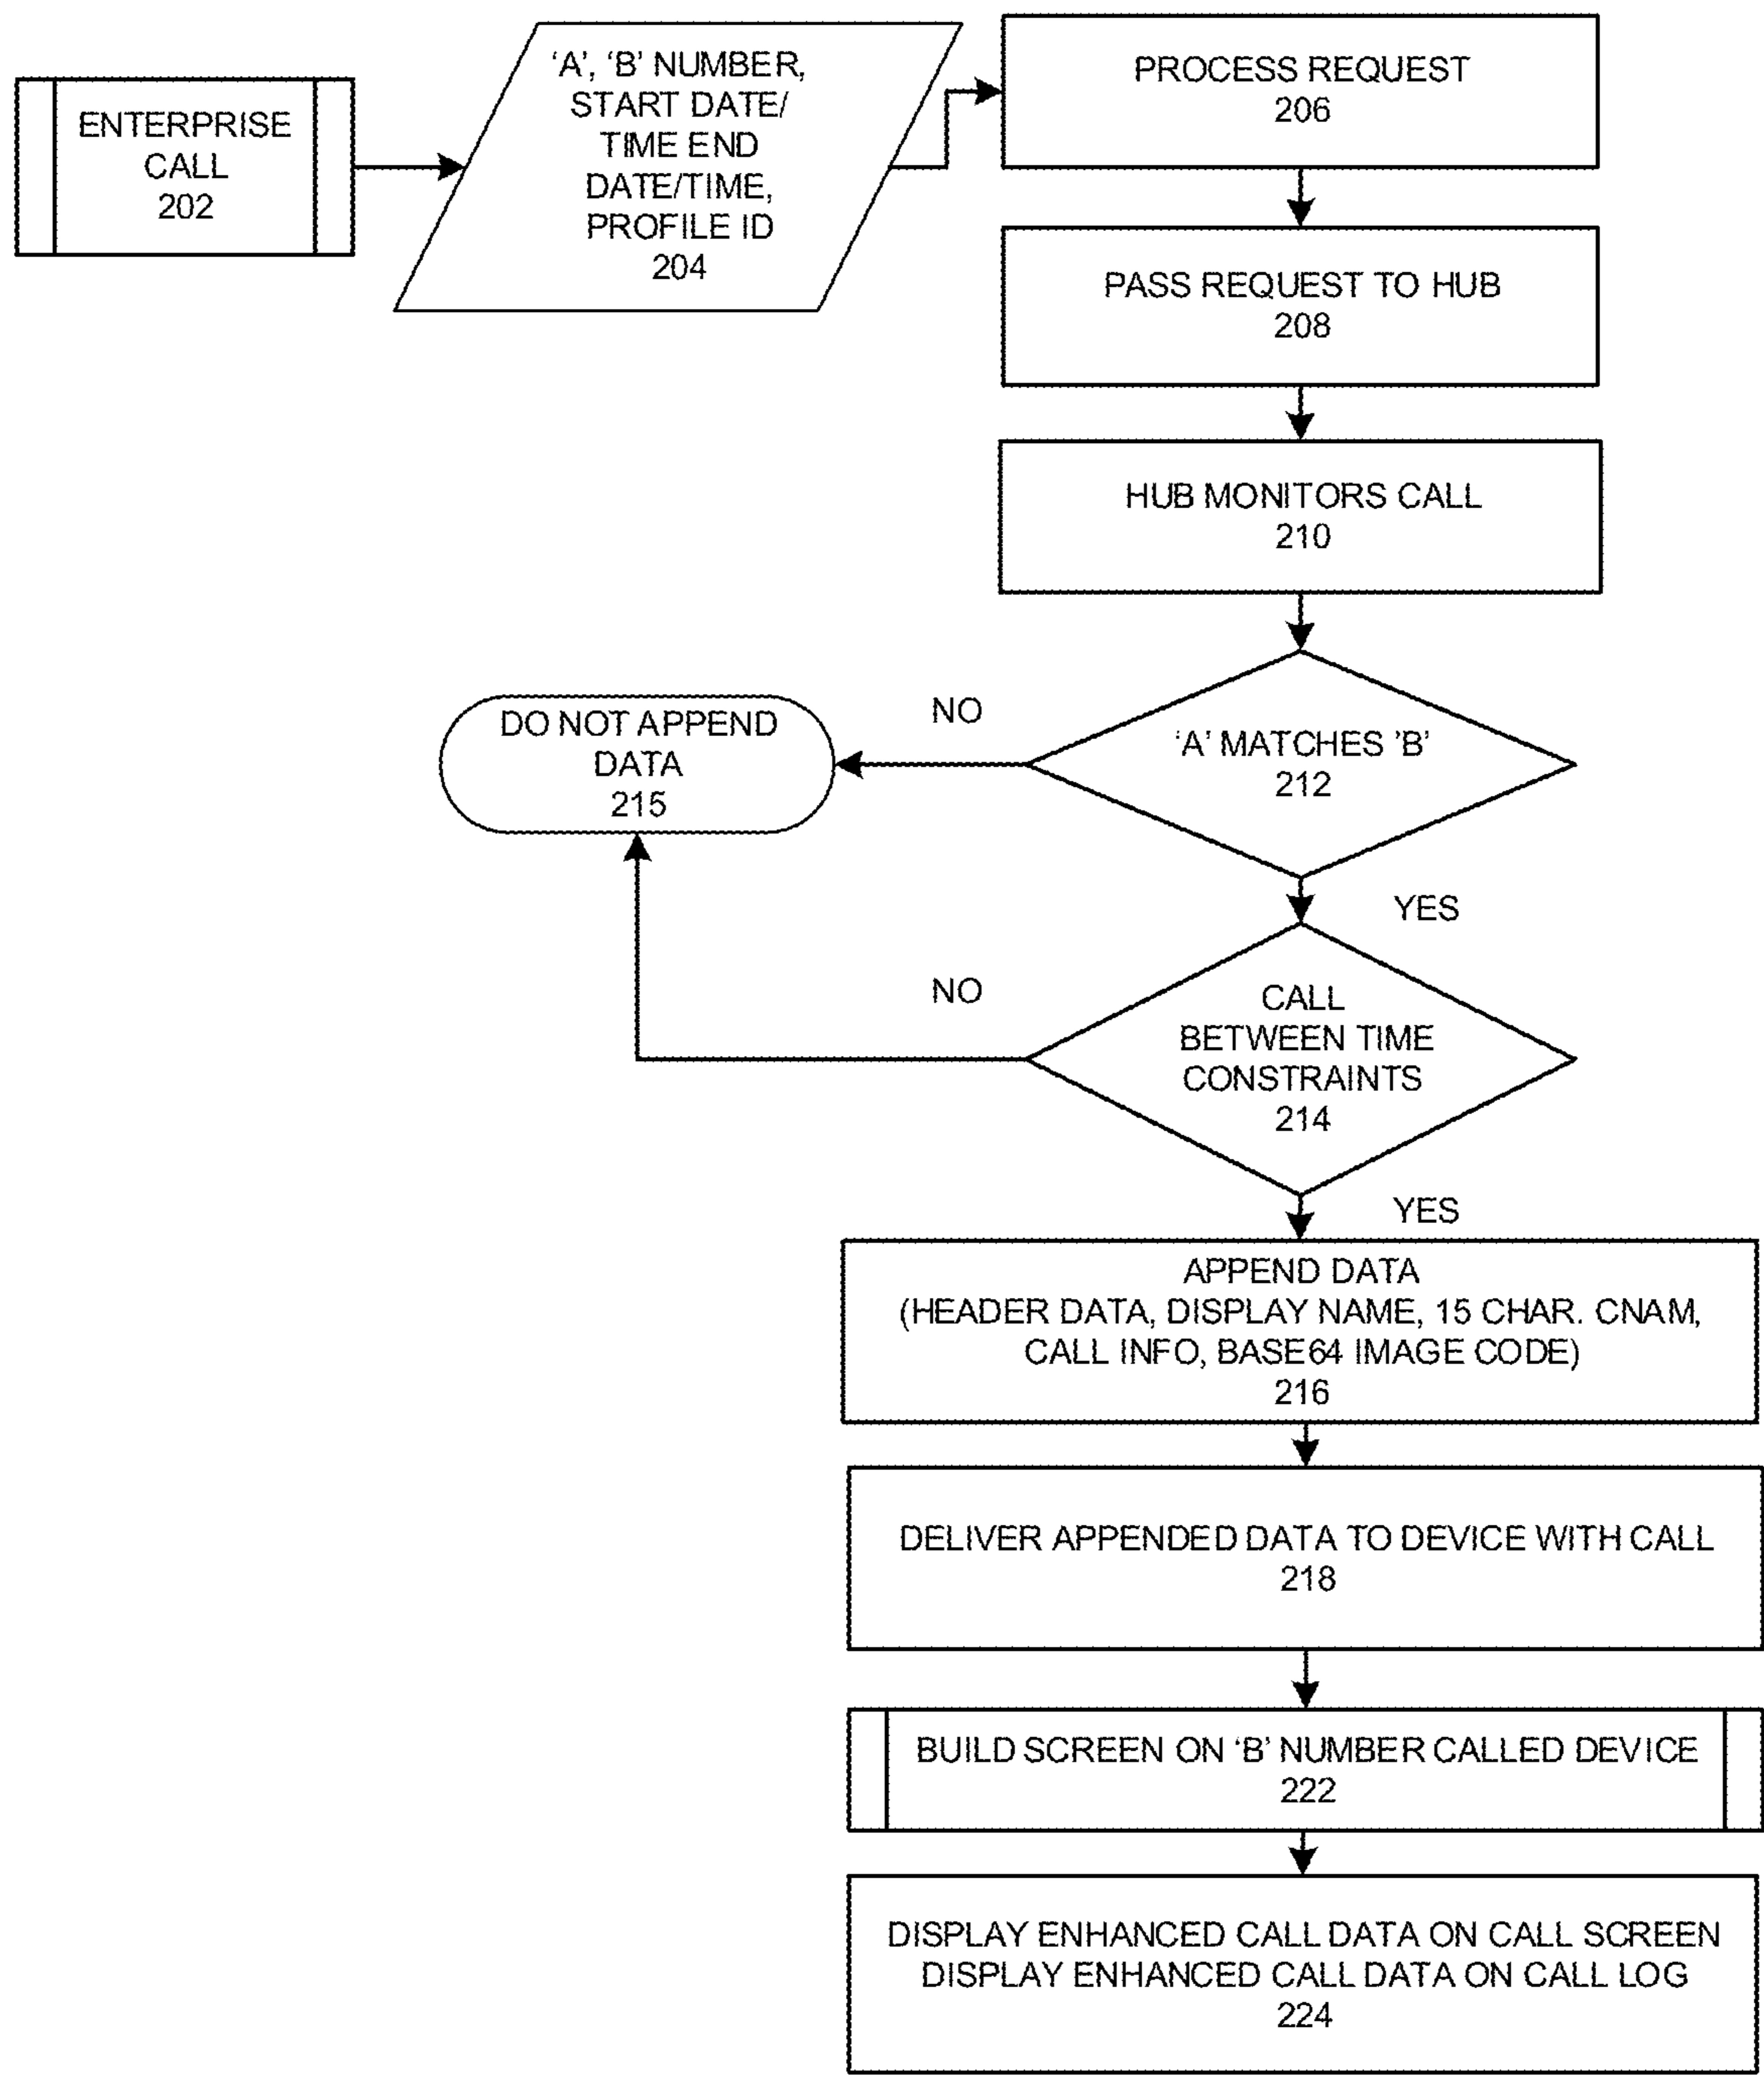 ENTERPRISE
CALL
202
‘A’, ‘B’ NUMBER,
START DATE/
TIME END
DATE/TIME,
PROFILE ID
204
PROCESS REQUEST
206
PASS REQUEST TO HUB
208
HUB MONITORS CALL
210
‘A’ MATCHES ’B’
212
NO
DO NOT APPEND
DATA
215
YES
CALL
BETWEEN TIME
CONSTRAINTS
214
NO
YES
APPEND DATA
(HEADER DATA, DISPLAY NAME, 15 CHAR. CNAM,
CALL INFO, BASE64 IMAGE CODE)
216
DELIVER APPENDED DATA TO DEVICE WITH CALL
218
BUILD SCREEN ON ‘B’ NUMBER CALLED DEVICE
222
DISPLAY ENHANCED CALL DATA ON CALL SCREEN
DISPLAY ENHANCED CALL DATA ON CALL LOG
224